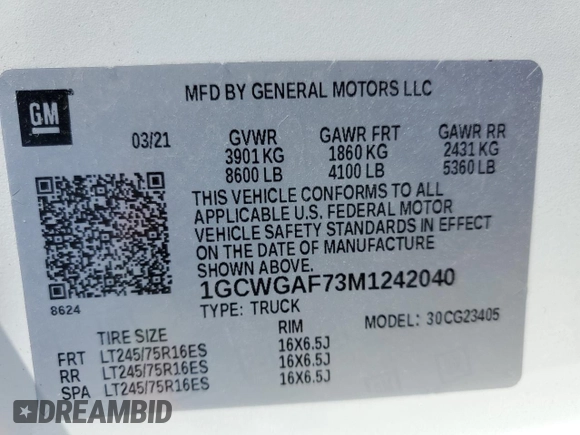 GM
MFD BY GENERAL MOTORS LLC
03/21
GVWR
3901 KG
8600 LB
GAWR FRT
1860 KG
4100 LB
GAWR RR
2431 KG
5360 LB
THIS VEHICLE CONFORMS TO ALL
APPLICABLE U.S. FEDERAL MOTOR
VEHICLE SAFETY STANDARDS IN EFFECT
ON THE DATE OF MANUFACTURE
SHOWN ABOVE.
8624
1GCWGAF73M1242040
TYPE: TRUCK
MODEL: 30CG23405
TIRE SIZE RIM
FRT LT245/75R16ES 16X6.5J
RR LT245/75R16ES 16X6.5J
SPA LT245/75R16ES 16X6.5J
DREAMBID